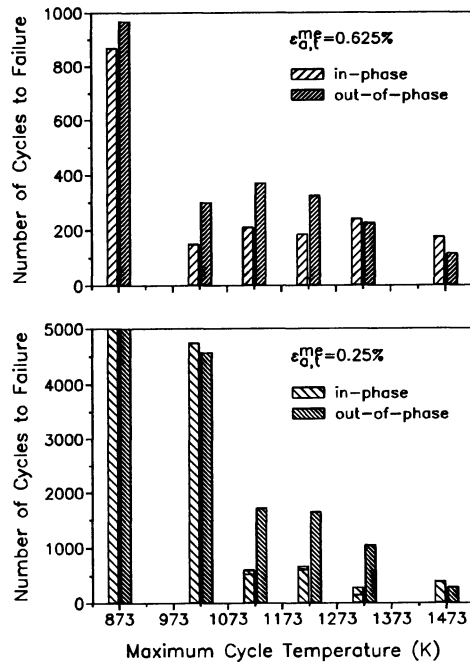 1000
800
600
400
200
0
Number of Cycles to Failure
ε^me_a,t=0.625%
in-phase
out-of-phase
5000
4000
3000
2000
1000
0
Number of Cycles to Failure
ε^me_a,t=0.25%
in-phase
out-of-phase
873 973 1073 1173 1273 1373 1473
Maximum Cycle Temperature (K)